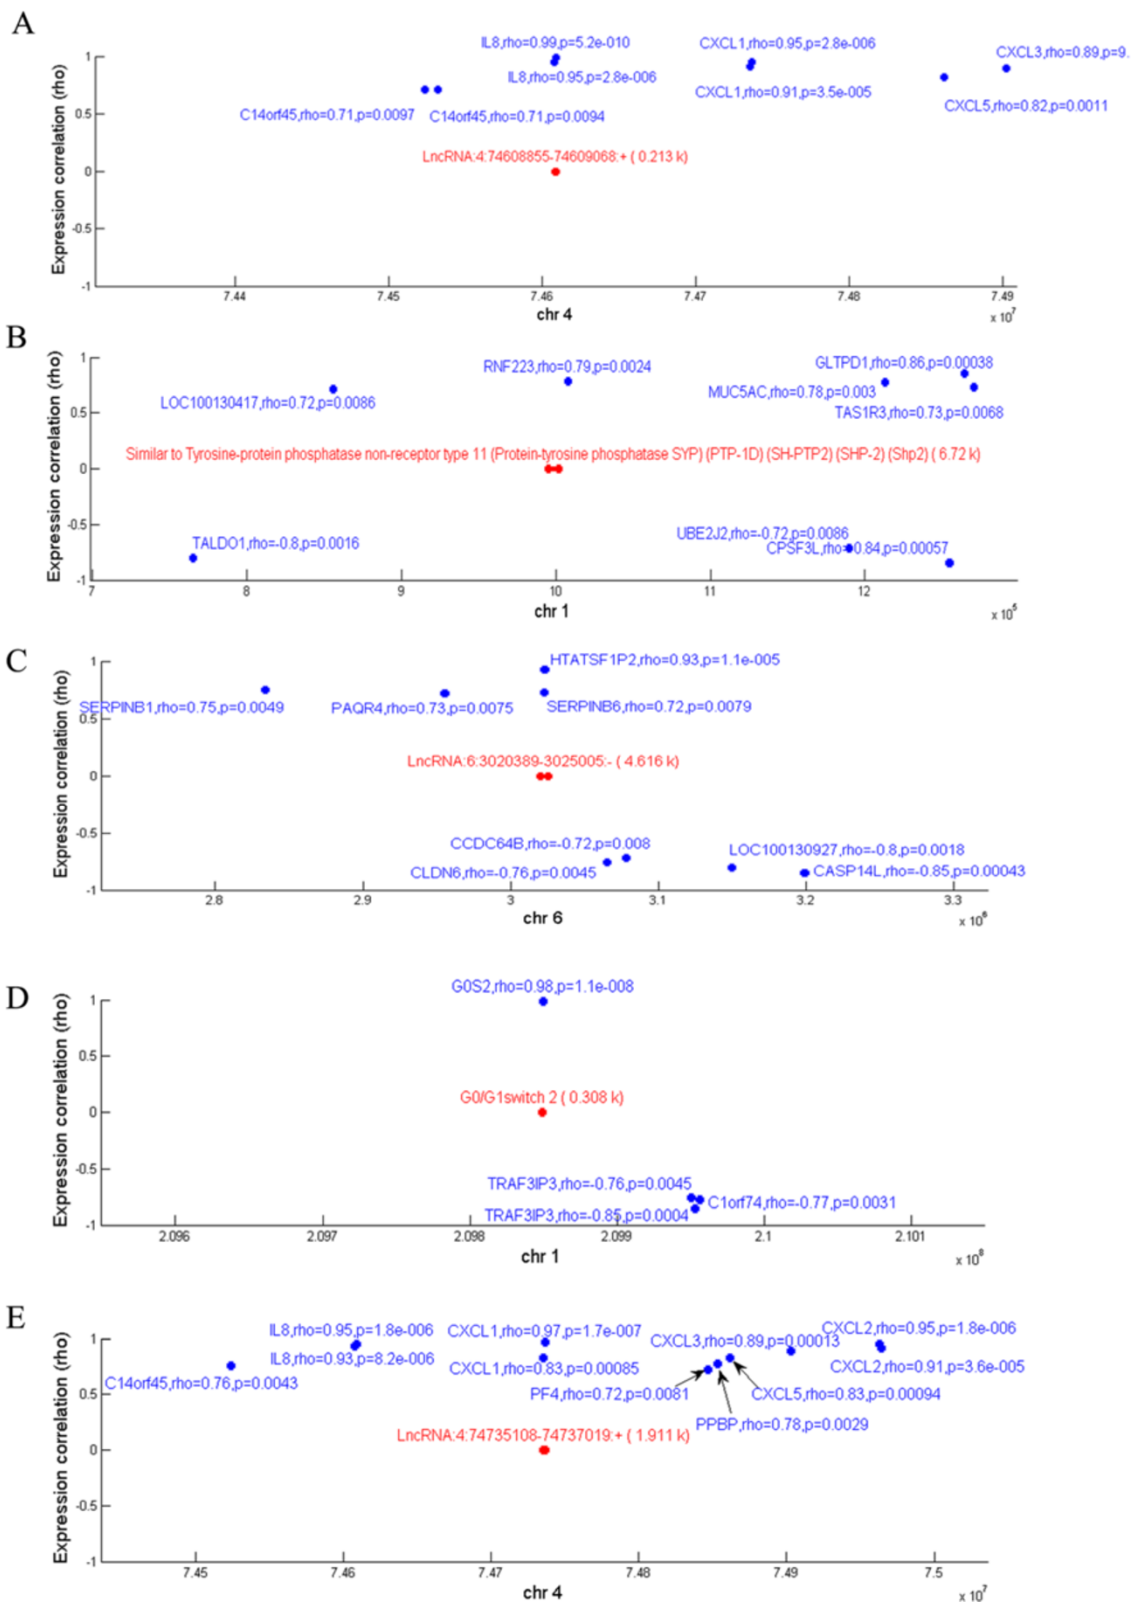 A
IL8,rho=0.99,p=5.2e-010
CXCL1,rho=0.95,p=2.8e-006
CXCL3,rho=0.89,p=9.
IL8,rho=0.95,p=2.8e-006
CXCL1,rho=0.91,p=3.5e-005
CXCL5,rho=0.82,p=0.0011
C14orf45,rho=0.71,p=0.0097
C14orf45,rho=0.71,p=0.0094
LncRNA:4:74608855-74609068:+ ( 0.213 k)
Expression correlation (rho)
1
0.5
0
-0.5
-1
7.44
7.45
7.46
7.47
7.48
7.49
chr 4
x 10^7
B
RNF223,rho=0.79,p=0.0024
GLTPD1,rho=0.86,p=0.00038
LOC100130417,rho=0.72,p=0.0086
MUC5AC,rho=0.78,p=0.003
TAS1R3,rho=0.73,p=0.0068
Similar to Tyrosine-protein phosphatase non-receptor type 11 (Protein-tyrosine phosphatase SYP) (PTP-1D) (SH-PTP2) (SHP-2) (Shp2) ( 6.72 k)
TALDO1,rho=-0.8,p=0.0016
UBE2J2,rho=-0.72,p=0.0086
CPSF3L,rho=-0.84,p=0.00057
Expression correlation (rho)
1
0.5
0
-0.5
-1
7
8
9
10
11
12
chr 1
x 10^5
C
HTATSF1P2,rho=0.93,p=1.1e-005
SERPINB1,rho=0.75,p=0.0049
PAQR4,rho=0.73,p=0.0075
SERPINB6,rho=0.72,p=0.0079
LncRNA:6:3020389-3025005:- ( 4.616 k)
CCDC64B,rho=-0.72,p=0.008
LOC100130927,rho=-0.8,p=0.0018
CLDN6,rho=-0.76,p=0.0045
CASP14L,rho=-0.85,p=0.00043
Expression correlation (rho)
1
0.5
0
-0.5
-1
2.8
2.9
3
3.1
3.2
3.3
chr 6
x 10^6
D
G0S2,rho=0.98,p=1.1e-008
G0/G1switch 2 ( 0.308 k)
TRAF3IP3,rho=-0.76,p=0.0045
C1orf74,rho=-0.77,p=0.0031
TRAF3IP3,rho=-0.85,p=0.0004
Expression correlation (rho)
1
0.5
0
-0.5
-1
2.096
2.097
2.098
2.099
2.1
2.101
chr 1
x 10^8
E
IL8,rho=0.95,p=1.8e-006
CXCL1,rho=0.97,p=1.7e-007
CXCL3,rho=0.89,p=0.00013
CXCL2,rho=0.95,p=1.8e-006
IL8,rho=0.93,p=8.2e-006
CXCL1,rho=0.83,p=0.00085
CXCL2,rho=0.91,p=3.6e-005
C14orf45,rho=0.76,p=0.0043
PF4,rho=0.72,p=0.0081
CXCL5,rho=0.83,p=0.00094
PPBP,rho=0.78,p=0.0029
LncRNA:4:74735108-74737019:+ ( 1.911 k)
Expression correlation (rho)
1
0.5
0
-0.5
-1
7.45
7.46
7.47
7.48
7.49
7.5
chr 4
x 10^7